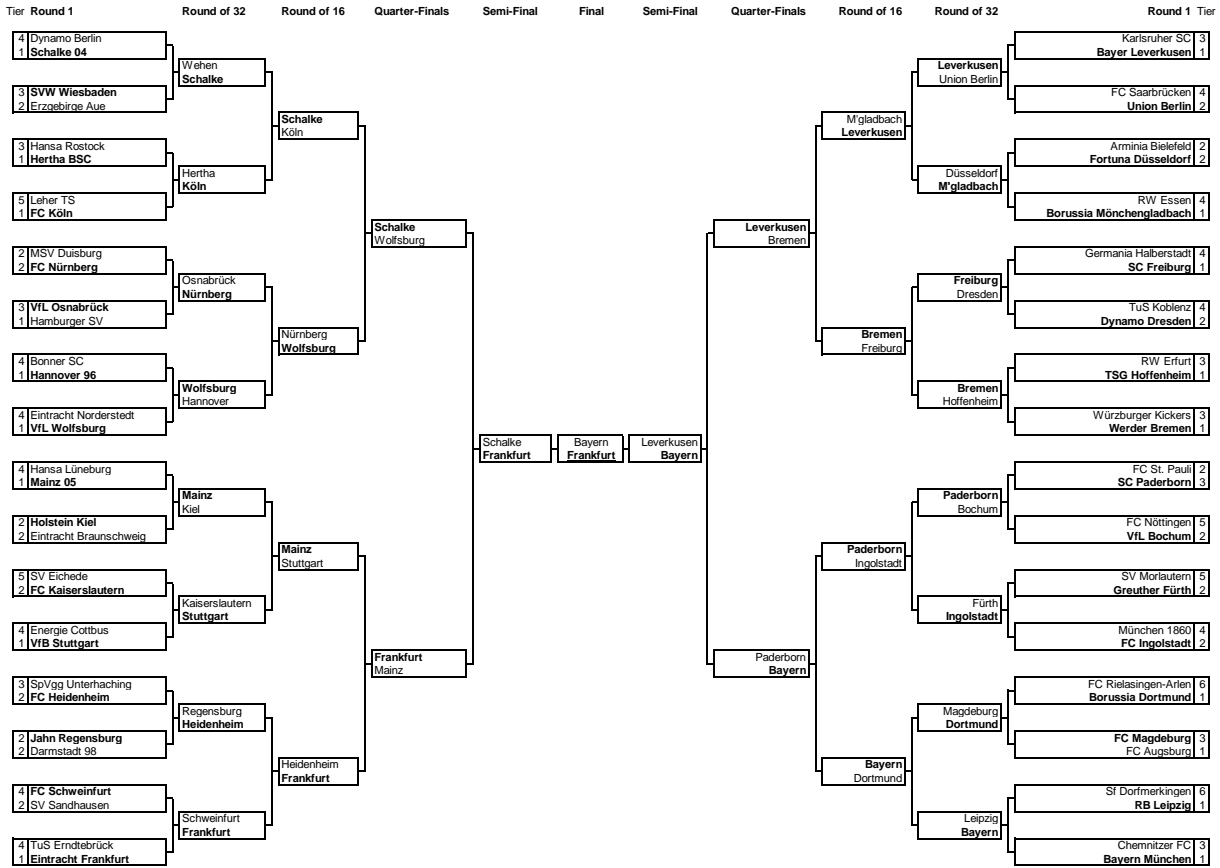 Tier Round 1 Round of 32 Round of 16 Quarter-Finals Semi-Final Final Semi-Final Quarter-Finals Round of 16 Round of 32 Round 1 Tier
4 Dynamo Berlin
1 Schalke 04
3 SVW Wiesbaden
2 Erzgebirge Aue
3 Hansa Rostock
1 Hertha BSC
5 Leher TS
1 FC Köln
2 MSV Duisburg
2 FC Nürnberg
3 VfL Osnabrück
1 Hamburger SV
4 Bonner SC
1 Hannover 96
4 Eintracht Norderstedt
1 VfL Wolfsburg
4 Hansa Lüneburg
1 Mainz 05
2 Holstein Kiel
2 Eintracht Braunschweig
5 SV Eichede
2 FC Kaiserslautern
4 Energie Cottbus
1 VfB Stuttgart
3 SpVgg Unterhaching
2 FC Heidenheim
2 Jahn Regensburg
2 Darmstadt 98
4 FC Schweinfurt
2 SV Sandhausen
4 TuS Erndtebrück
1 Eintracht Frankfurt
Wehen
Schalke
Hertha
Köln
Osnabrück
Nürnberg
Wolfsburg
Hannover
Mainz
Kiel
Kaiserslautern
Stuttgart
Regensburg
Heidenheim
Schweinfurt
Frankfurt
Schalke
Köln
Nürnberg
Wolfsburg
Mainz
Stuttgart
Heidenheim
Frankfurt
Schalke
Wolfsburg
Frankfurt
Mainz
Schalke
Frankfurt
Bayern
Frankfurt
Leverkusen
Bayern
Leverkusen
Bremen
Paderborn
Bayern
M'gladbach
Leverkusen
Bremen
Freiburg
Paderborn
Ingolstadt
Bayern
Dortmund
Leverkusen
Union Berlin
Düsseldorf
M'gladbach
Freiburg
Dresden
Bremen
Hoffenheim
Paderborn
Bochum
Fürth
Ingolstadt
Magdeburg
Dortmund
Leipzig
Bayern
Karlsruher SC 3
Bayer Leverkusen 1
FC Saarbrücken 4
Union Berlin 2
Arminia Bielefeld 2
Fortuna Düsseldorf 2
RW Essen 4
Borussia Mönchengladbach 1
Germania Halberstadt 4
SC Freiburg 1
TuS Koblenz 4
Dynamo Dresden 2
RW Erfurt 3
TSG Hoffenheim 1
Würzburger Kickers 3
Werder Bremen 1
FC St. Pauli 2
SC Paderborn 3
FC Nöttingen 5
VfL Bochum 2
SV Morlautern 5
Greuther Fürth 2
München 1860 4
FC Ingolstadt 2
FC Rielasingen-Arlen 6
Borussia Dortmund 1
FC Magdeburg 3
FC Augsburg 1
Sf Dorfmerkingen 6
RB Leipzig 1
Chemnitzer FC 3
Bayern München 1